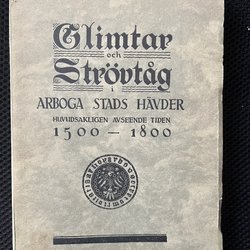 Glimtar
och
Strövtåg
i
ARBOGA STADS HÄVDER
HUVUDSAKLIGEN AVSEENDE TIDEN
1500 — 1800